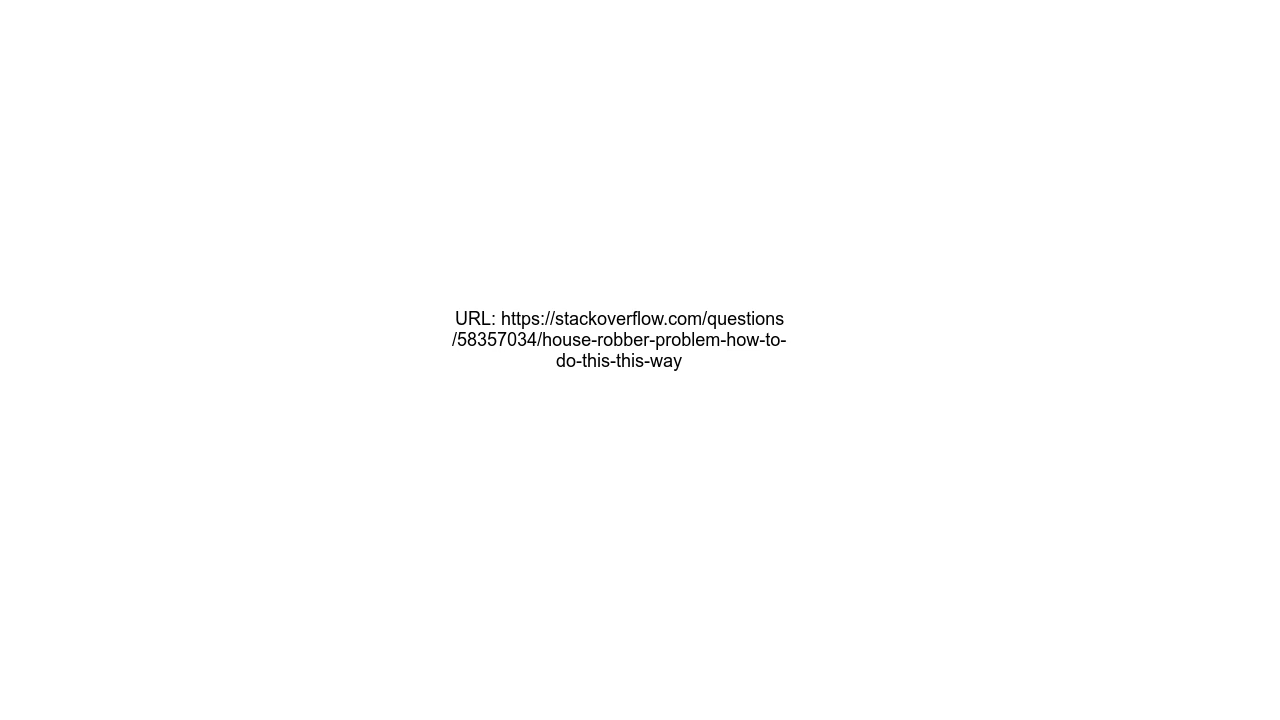 URL: https://stackoverflow.com/questions
/58357034/house-robber-problem-how-to-
do-this-this-way